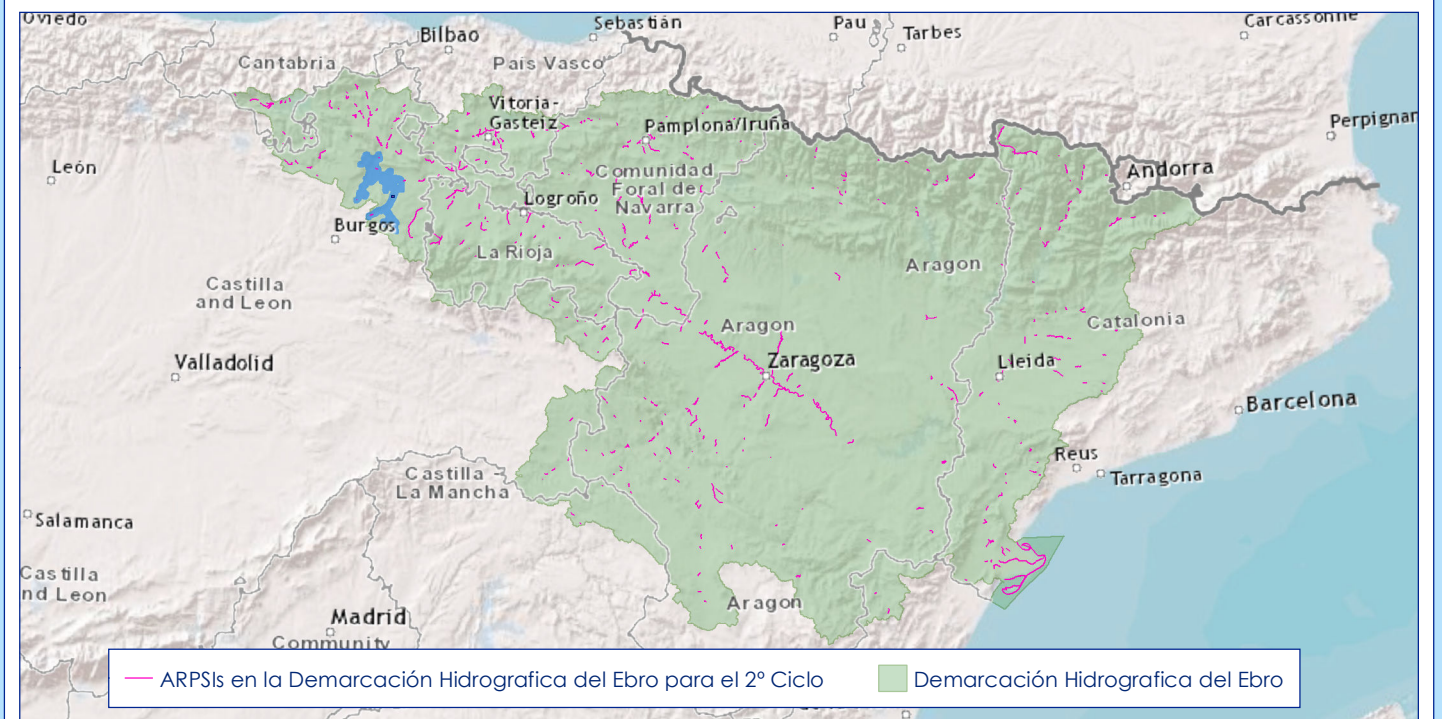 Oviedo
Sebastián
Pau
Tarbes
Carcassonne
Bilbao
Cantabria
País Vasco
Vitoria-
Gasteiz
Pamplona/Iruña
Perpignan
León
Andorra
Comunidad
Foral de
Navarra
Logroño
Burgos
La Rioja
Aragon
Castilla
and Leon
Aragon
Catalonia
Valladolid
Zaragoza
Lleida
Barcelona
Reus
Castilla -
La Mancha
Tarragona
Salamanca
Castilla
nd Leon
Aragon
Madrid
Community
ARPSIs en la Demarcación Hidrografica del Ebro para el 2º Ciclo
Demarcación Hidrografica del Ebro